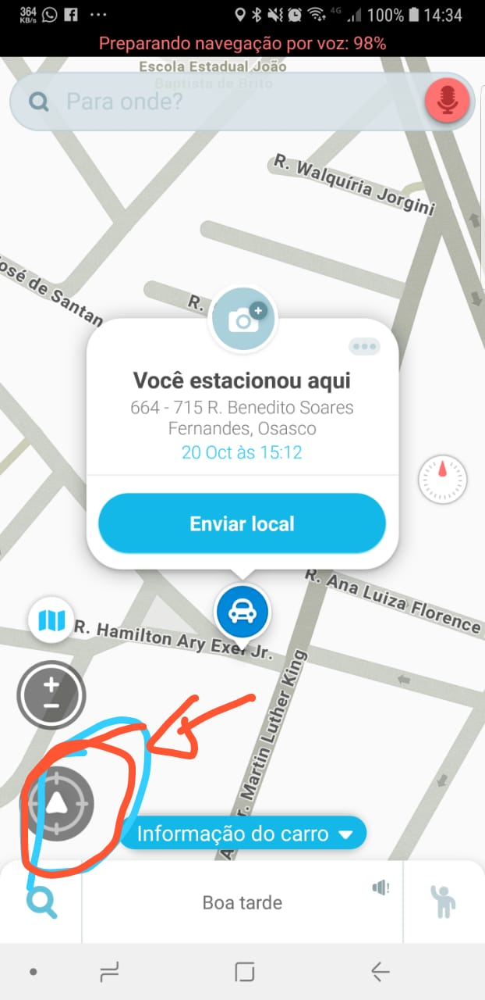 364
KB/s
4G
100%
14:34
Preparando navegação por voz: 98%
Escola Estadual João
Baptista de Brito
Para onde?
R. Walquíria Jorgini
osé de Santan
R.
Você estacionou aqui
664 - 715 R. Benedito Soares
Fernandes, Osasco
20 Oct às 15:12
Enviar local
R. Ana Luiza Florence
R. Hamilton Ary Exel Jr.
r. Martin Luther King
Informação do carro
Boa tarde